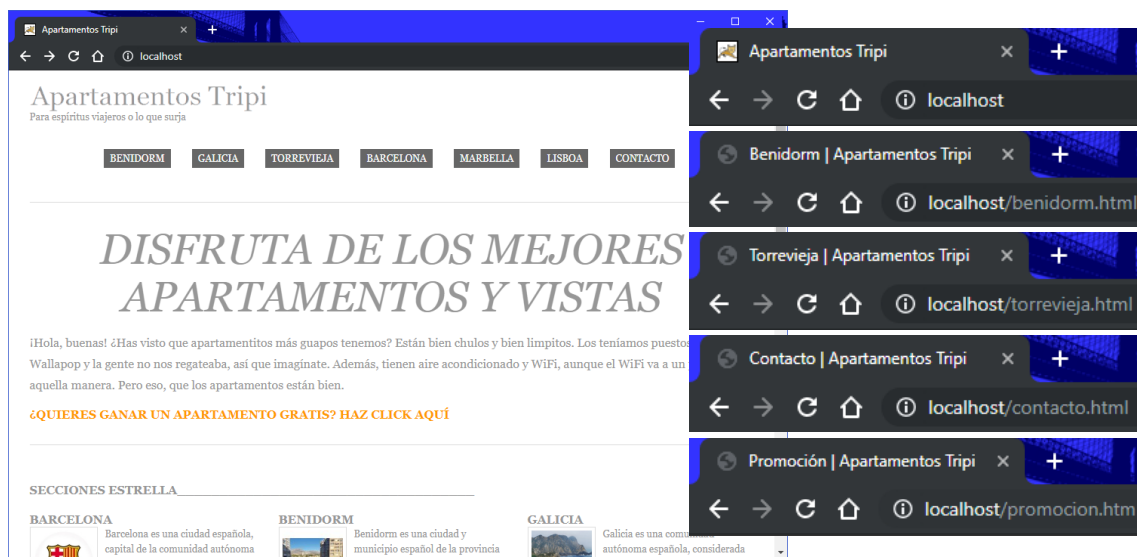 Apartamentos Tripi
localhost
Apartamentos Tripi
Para espíritus viajeros o lo que surja
BENIDORM GALICIA TORREVIEJA BARCELONA MARBELLA LISBOA CONTACTO
DISFRUTA DE LOS MEJORES
APARTAMENTOS Y VISTAS
¡Hola, buenas! ¿Has visto que apartamentitos más guapos tenemos? Están bien chulos y bien limpitos. Los teníamos puestos
Wallapop y la gente no nos regateaba, así que imagínate. Además, tienen aire acondicionado y WiFi, aunque el WiFi va a un
aquella manera. Pero eso, que los apartamentos están bien.
¿QUIERES GANAR UN APARTAMENTO GRATIS? HAZ CLICK AQUÍ
SECCIONES ESTRELLA
BARCELONA
Barcelona es una ciudad española,
capital de la comunidad autónoma
BENIDORM
Benidorm es una ciudad y
municipio español de la provincia
GALICIA
Galicia es una
autónoma española, considerada
Apartamentos Tripi
localhost
Benidorm | Apartamentos Tripi
localhost/benidorm.html
Torrevieja | Apartamentos Tripi
localhost/torrevieja.html
Contacto | Apartamentos Tripi
localhost/contacto.html
Promoción | Apartamentos Tripi
localhost/promocion.htm